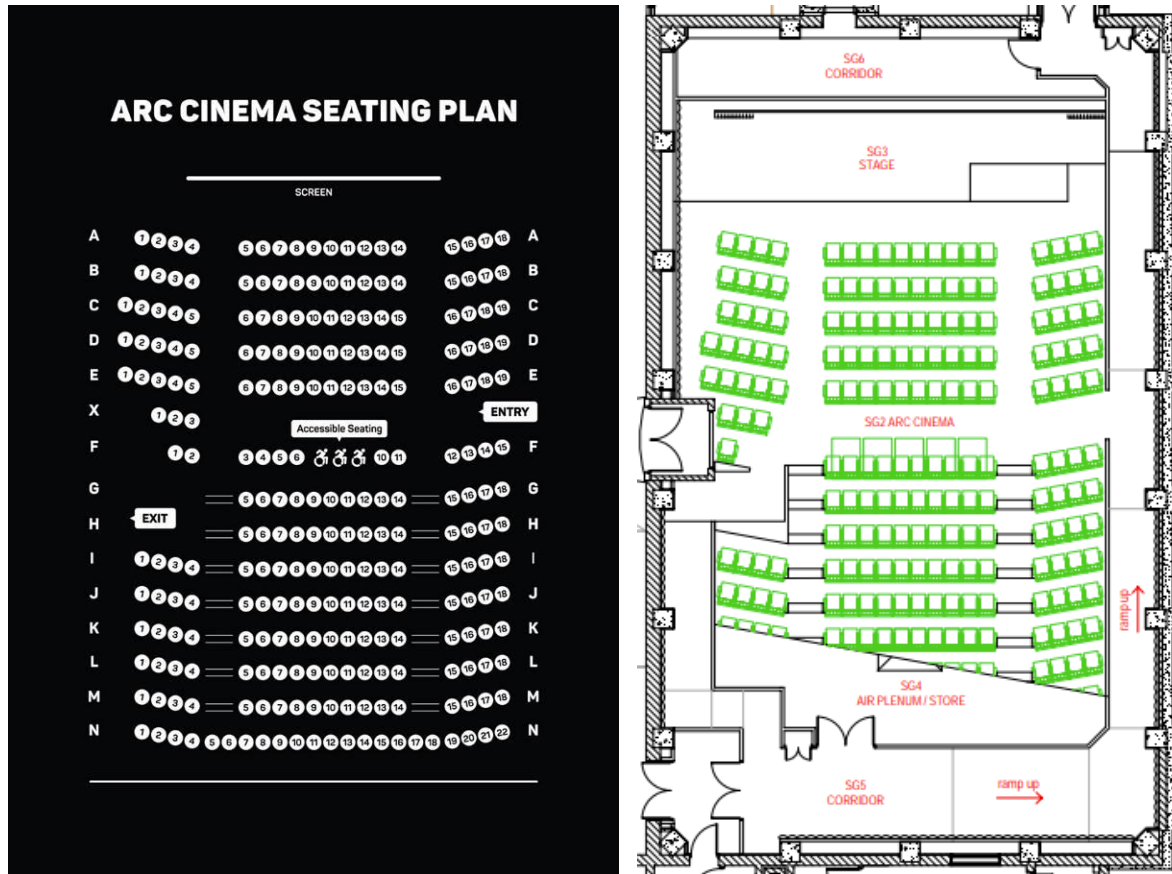 ARC CINEMA SEATING PLAN
SCREEN
A 1 2 3 4 5 6 7 8 9 10 11 12 13 14 15 16 17 18 A
B 1 2 3 4 5 6 7 8 9 10 11 12 13 14 15 16 17 18 B
C 1 2 3 4 5 6 7 8 9 10 11 12 13 14 15 16 17 18 19 C
D 1 2 3 4 5 6 7 8 9 10 11 12 13 14 15 16 17 18 19 D
E 1 2 3 4 5 6 7 8 9 10 11 12 13 14 15 16 17 18 19 E
X 1 2 3
ENTRY
Accessible Seating
F 1 2 3 4 5 6 10 11 12 13 14 15 F
G 5 6 7 8 9 10 11 12 13 14 15 16 17 18 G
EXIT
H 5 6 7 8 9 10 11 12 13 14 15 16 17 18 H
I 1 2 3 4 5 6 7 8 9 10 11 12 13 14 15 16 17 18 I
J 1 2 3 4 5 6 7 8 9 10 11 12 13 14 15 16 17 18 J
K 1 2 3 4 5 6 7 8 9 10 11 12 13 14 15 16 17 18 K
L 1 2 3 4 5 6 7 8 9 10 11 12 13 14 15 16 17 18 L
M 1 2 3 4 5 6 7 8 9 10 11 12 13 14 15 16 17 18 M
N 1 2 3 4 5 6 7 8 9 10 11 12 13 14 15 16 17 18 19 20 21 22 N
SG6
CORRIDOR
SG3
STAGE
SG2 ARC CINEMA
ramp up
SG4
AIR PLENUM / STORE
SG5
CORRIDOR
ramp up